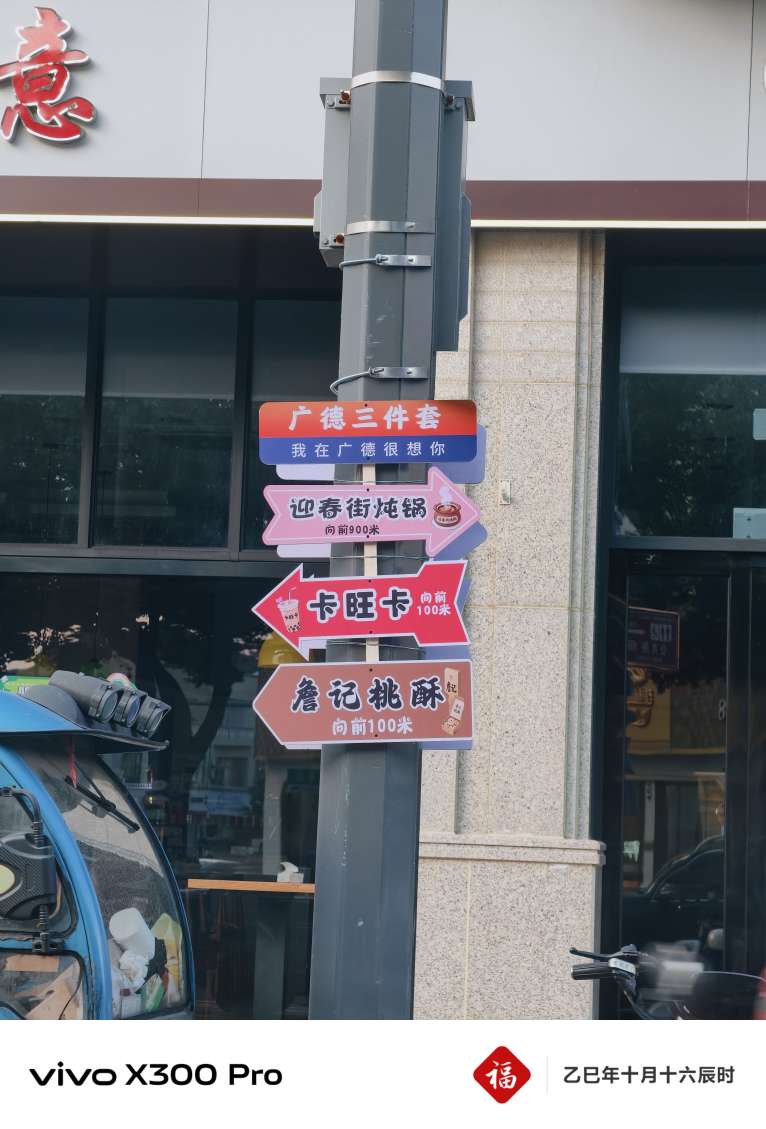 意
广德三件套
我在广德很想你
迎春街炖锅
向前900米
卡旺卡
向前
100米
詹记桃酥
向前100米
vivo X300 Pro
福
乙巳年十月十六辰时